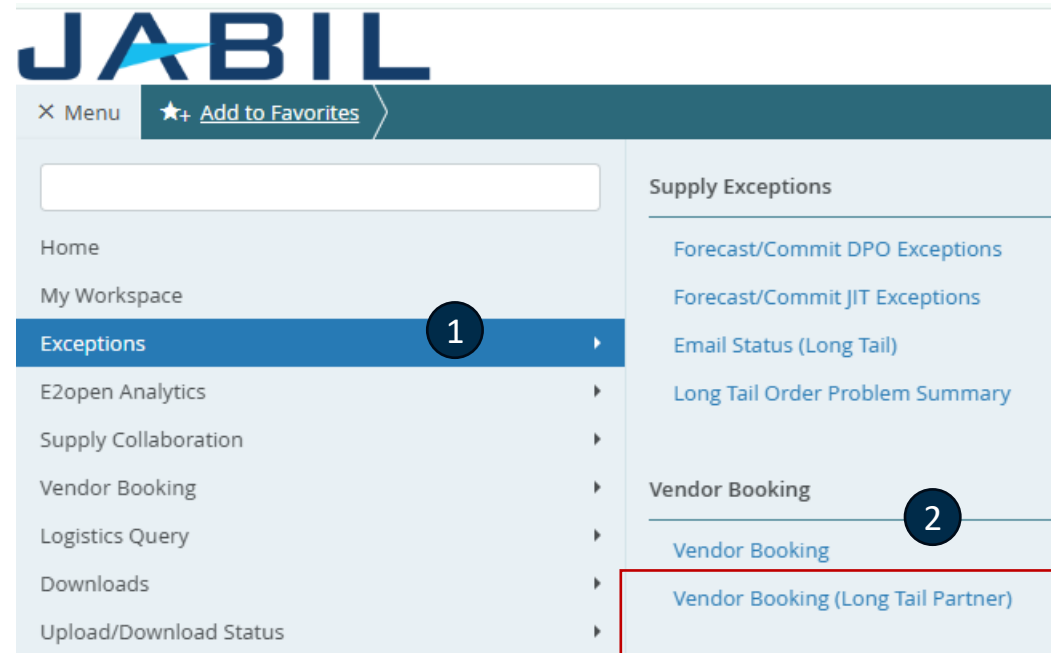 JABIL
Menu
Add to Favorites
Home
My Workspace
Exceptions
1
E2open Analytics
Supply Collaboration
Vendor Booking
Logistics Query
Downloads
Upload/Download Status
Supply Exceptions
Forecast/Commit DPO Exceptions
Forecast/Commit JIT Exceptions
Email Status (Long Tail)
Long Tail Order Problem Summary
Vendor Booking
2
Vendor Booking
Vendor Booking (Long Tail Partner)